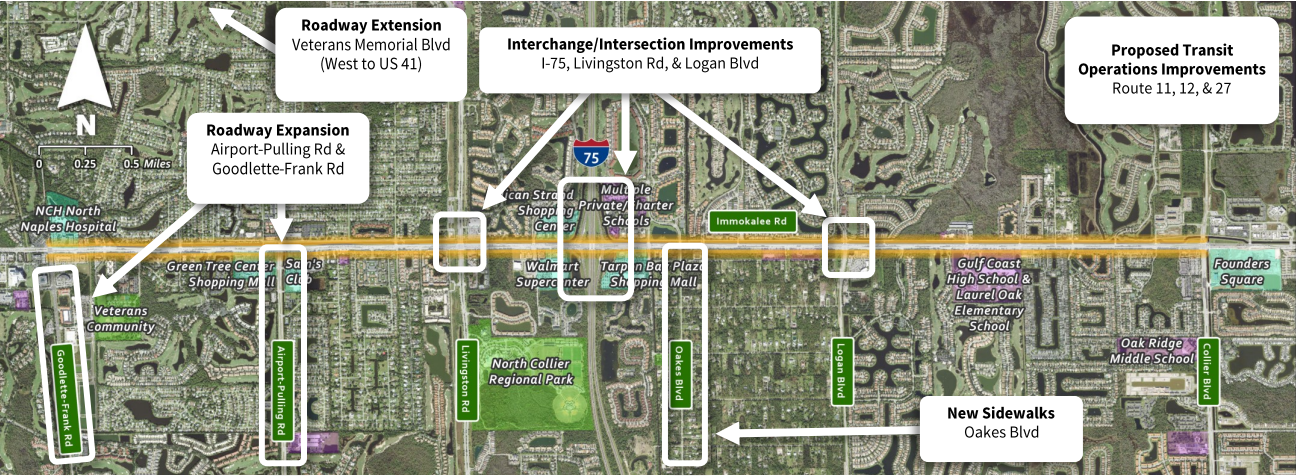 Roadway Extension
Veterans Memorial Blvd
(West to US 41)
Interchange/Intersection Improvements
I-75, Livingston Rd, & Logan Blvd
Proposed Transit
Operations Improvements
Route 11, 12, & 27
N
0 0.25 0.5 Miles
Roadway Expansion
Airport-Pulling Rd &
Goodlette-Frank Rd
75
NCH North
Naples Hospital
Strand
Shopping
Center
Multiple
Private/Charter
Schools
Immokalee Rd
Green Tree Center
Shopping Mall
Sam's
Club
Walmart
Supercenter
Tarpon Bay Plaza
Shopping Mall
Gulf Coast
High School &
Laurel Oak
Elementary
School
Founders
Square
Veterans
Community
North Collier
Regional Park
Oak Ridge
Middle School
Goodlette-Frank Rd
Airport-Pulling Rd
Livingston Rd
Oakes Blvd
Logan Blvd
Collier Blvd
New Sidewalks
Oakes Blvd